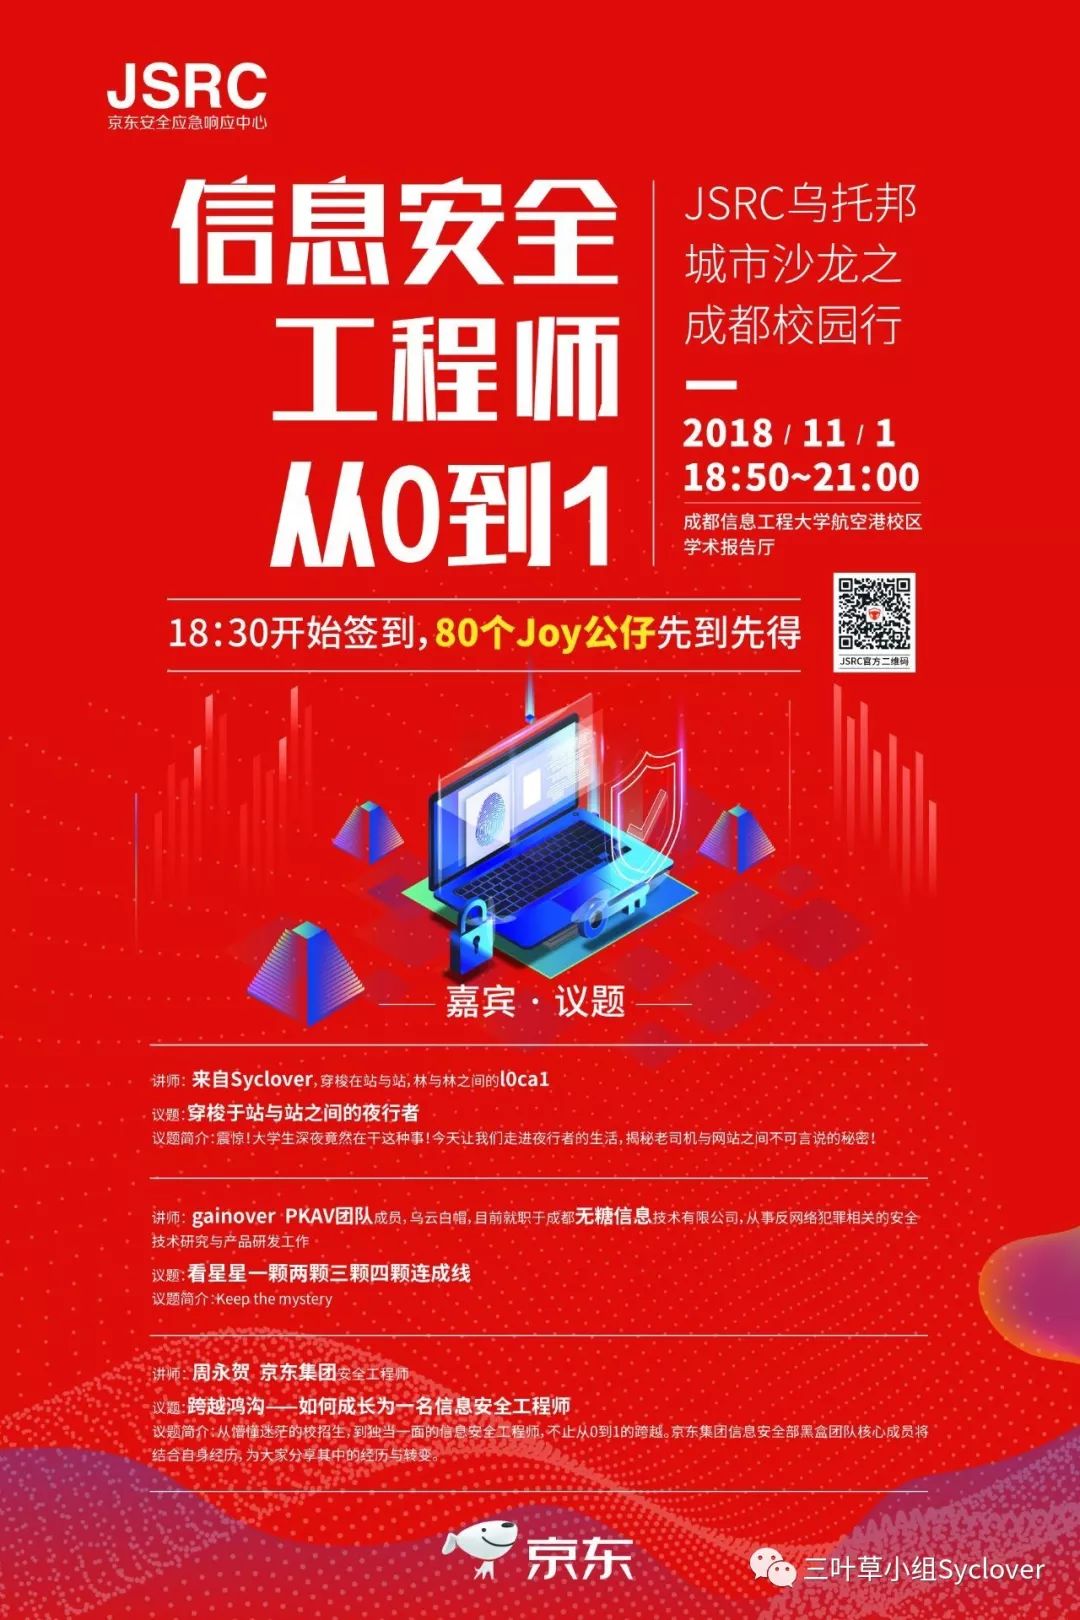 JSRC
京东安全应急响应中心
信息安全
工程师
从0到1
JSRC乌托邦
城市沙龙之
成都校园行
2018 / 11 / 1
18:50~21:00
成都信息工程大学航空港校区
学术报告厅
18:30开始签到,80个Joy公仔先到先得
JSRC官方二维码
嘉宾·议题
讲师: 来自Syclover,穿梭在站与站,林与林之间的l0ca1
议题:穿梭于站与站之间的夜行者
议题简介:震惊!大学生深夜竟然在干这种事!今天让我们走进夜行者的生活,揭秘老司机与网站之间不可言说的秘密!
讲师: gainover PKAV团队成员,乌云白帽,目前就职于成都无糖信息技术有限公司,从事反网络犯罪相关的安全
技术研究与产品研发工作
议题:看星星一颗两颗三颗四颗连成线
议题简介:Keep the mystery
讲师: 周永贺 京东集团安全工程师
议题:跨越鸿沟——如何成长为一名信息安全工程师
议题简介:从懵懂迷茫的校招生,到独当一面的信息安全工程师,不止从0到1的跨越。京东集团信息安全部黑盒团队核心成员将
结合自身经历,为大家分享其中的经历与转变。
京东
三叶草小组Syclover